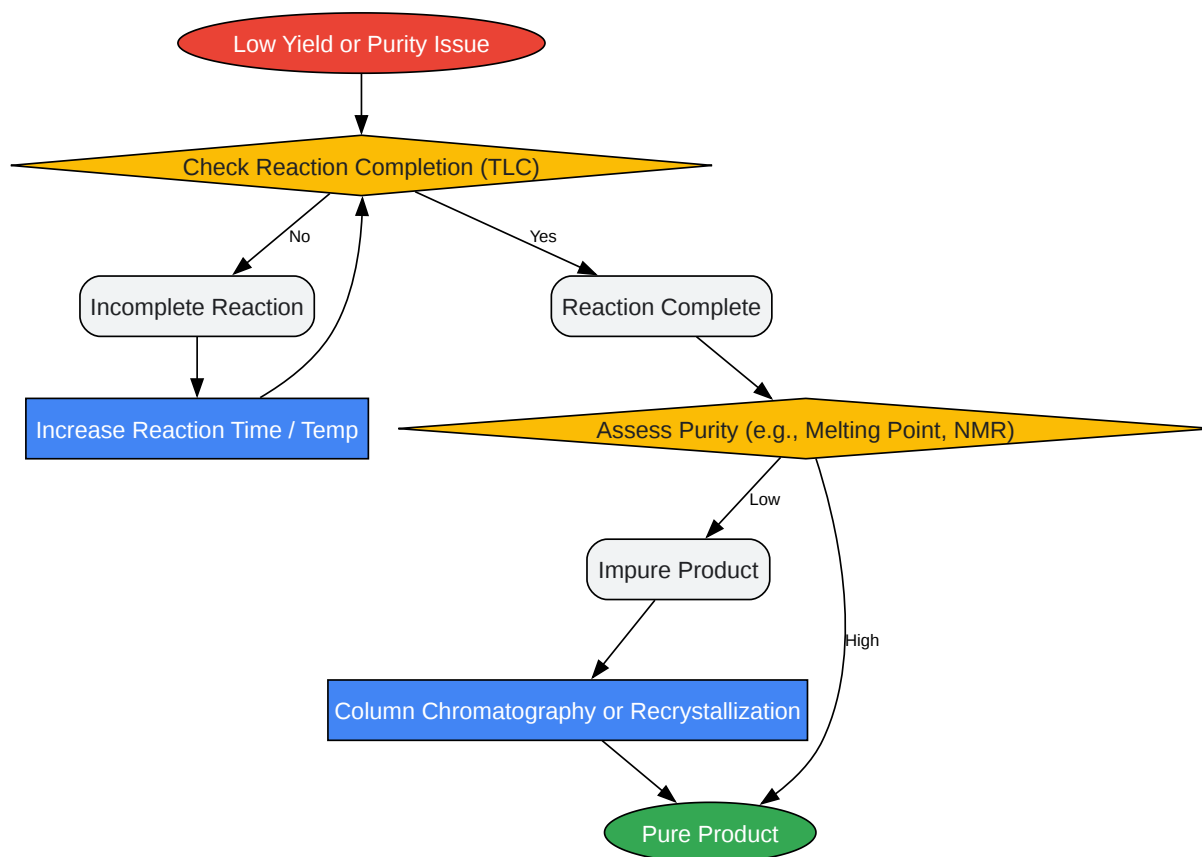 Low Yield or Purity Issue
Check Reaction Completion (TLC)
No
Yes
Incomplete Reaction
Reaction Complete
Increase Reaction Time / Temp
Assess Purity (e.g., Melting Point, NMR)
Low
Impure Product
High
Column Chromatography or Recrystallization
Pure Product